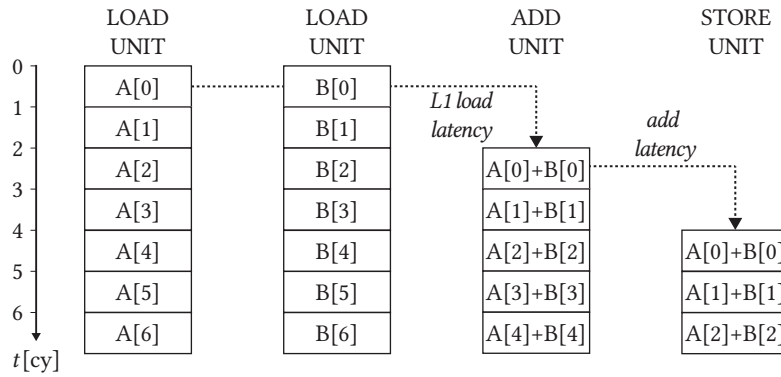 LOAD UNIT
LOAD UNIT
ADD UNIT
STORE UNIT
0
A[0]
B[0]
L1 load
latency
1
A[1]
B[1]
add
latency
2
A[2]
B[2]
A[0]+B[0]
3
A[3]
B[3]
A[1]+B[1]
4
A[4]
B[4]
A[2]+B[2]
A[0]+B[0]
5
A[5]
B[5]
A[3]+B[3]
A[1]+B[1]
6
A[6]
B[6]
A[4]+B[4]
A[2]+B[2]
t [cy]